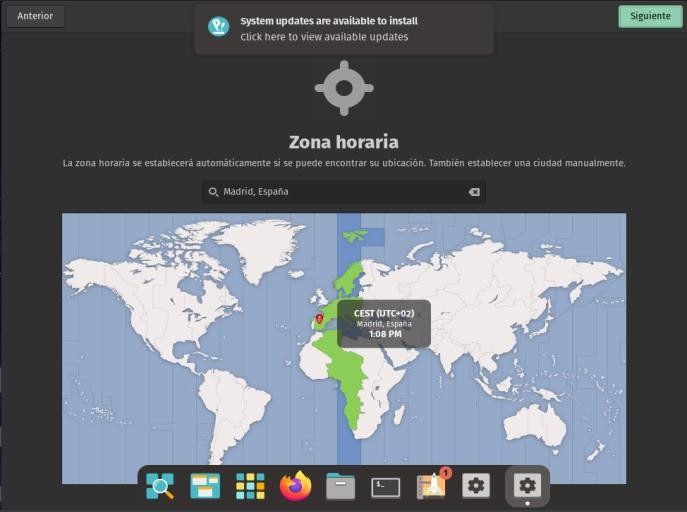 Anterior
System updates are available to install
Click here to view available updates
Siguiente
Zona horaria
La zona horaria se establecerá automáticamente si se puede encontrar su ubicación. También establecer una ciudad manualmente.
Madrid, España
CEST (UTC+02)
Madrid, España
1:08 PM
$_
1